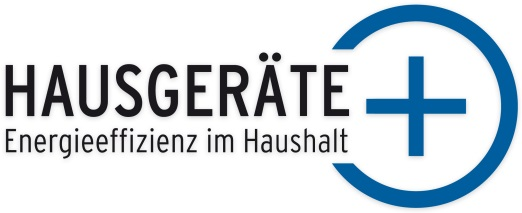 HAUSGERÄTE +
Energieeffizienz im Haushalt